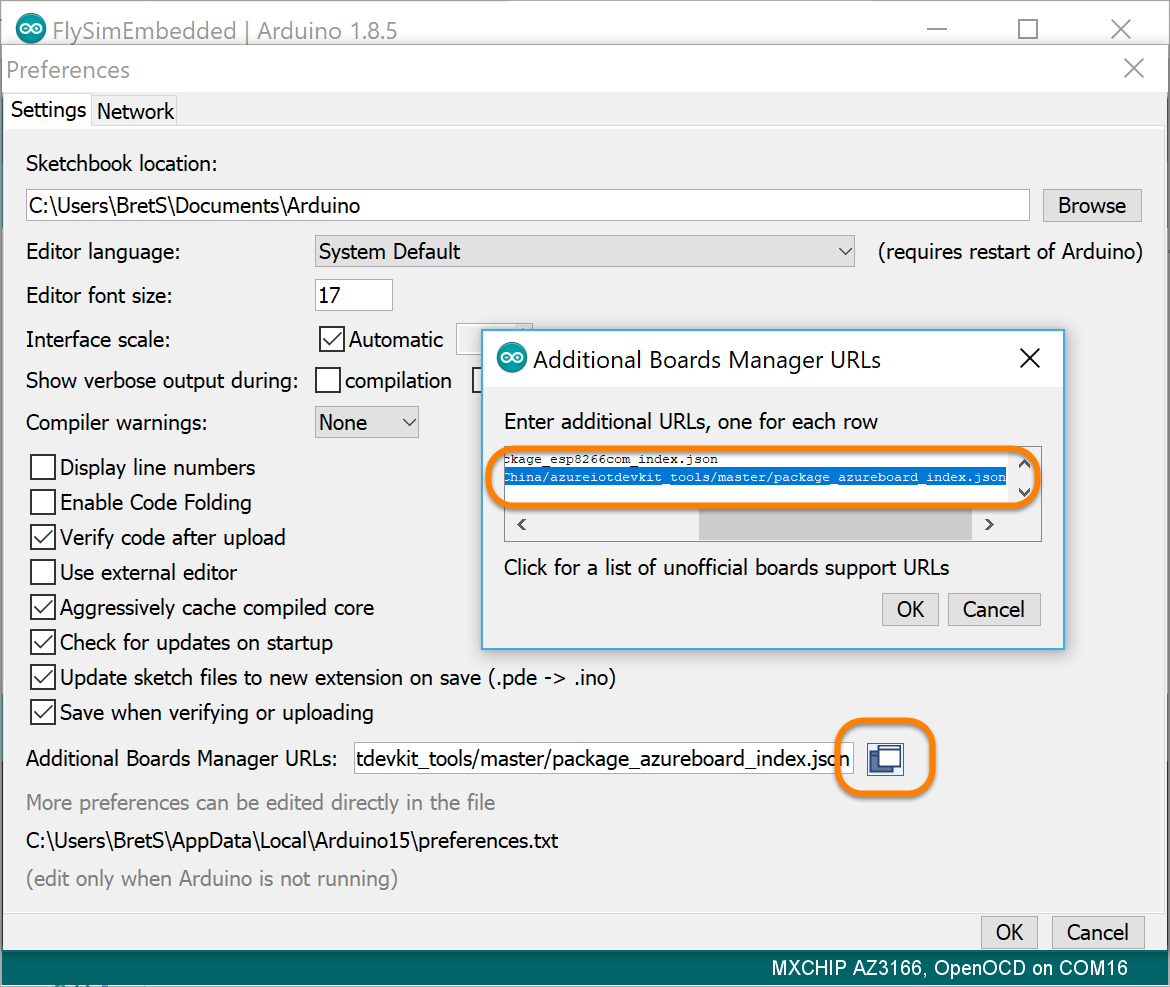 FlySimEmbedded | Arduino 1.8.5
Preferences
Settings Network
Sketchbook location:
C:\Users\BretS\Documents\Arduino Browse
Editor language: System Default (requires restart of Arduino)
Editor font size: 17
Interface scale: Automatic
Show verbose output during: compilation
Compiler warnings: None
Display line numbers
Enable Code Folding
Verify code after upload
Use external editor
Aggressively cache compiled core
Check for updates on startup
Update sketch files to new extension on save (.pde -> .ino)
Save when verifying or uploading
Additional Boards Manager URLs: tdevkit_tools/master/package_azureboard_index.json
More preferences can be edited directly in the file
C:\Users\BretS\AppData\Local\Arduino15\preferences.txt
(edit only when Arduino is not running)
OK Cancel
Additional Boards Manager URLs
Enter additional URLs, one for each row
ckage_esp8266com_index.json
China/azureiotdevkit_tools/master/package_azureboard_index.json
Click for a list of unofficial boards support URLs
OK Cancel
MXCHIP AZ3166, OpenOCD on COM16